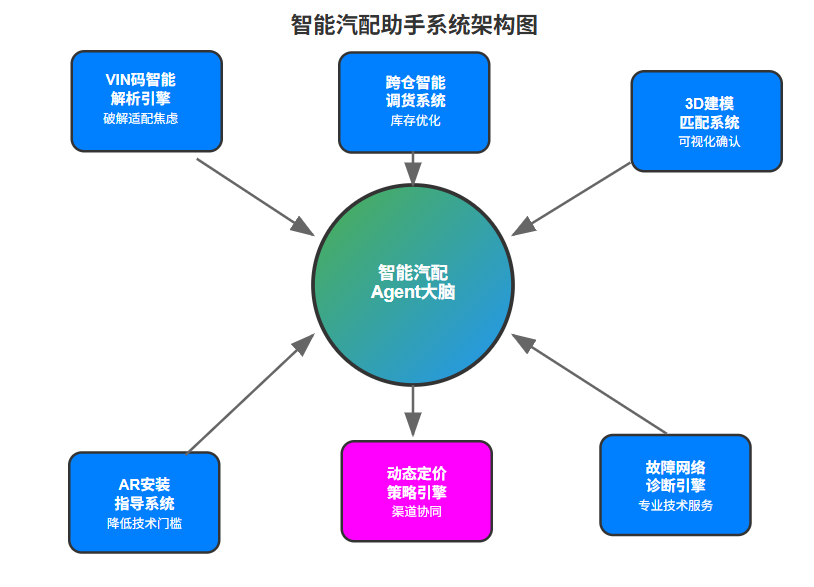 智能汽配助手系统架构图
VIN码智能
解析引擎
破解适配焦虑
跨仓智能
调货系统
库存优化
3D建模
匹配系统
可视化确认
智能汽配
Agent大脑
AR安装
指导系统
降低技术门槛
动态定价
策略引擎
渠道协同
故障网络
诊断引擎
专业技术服务